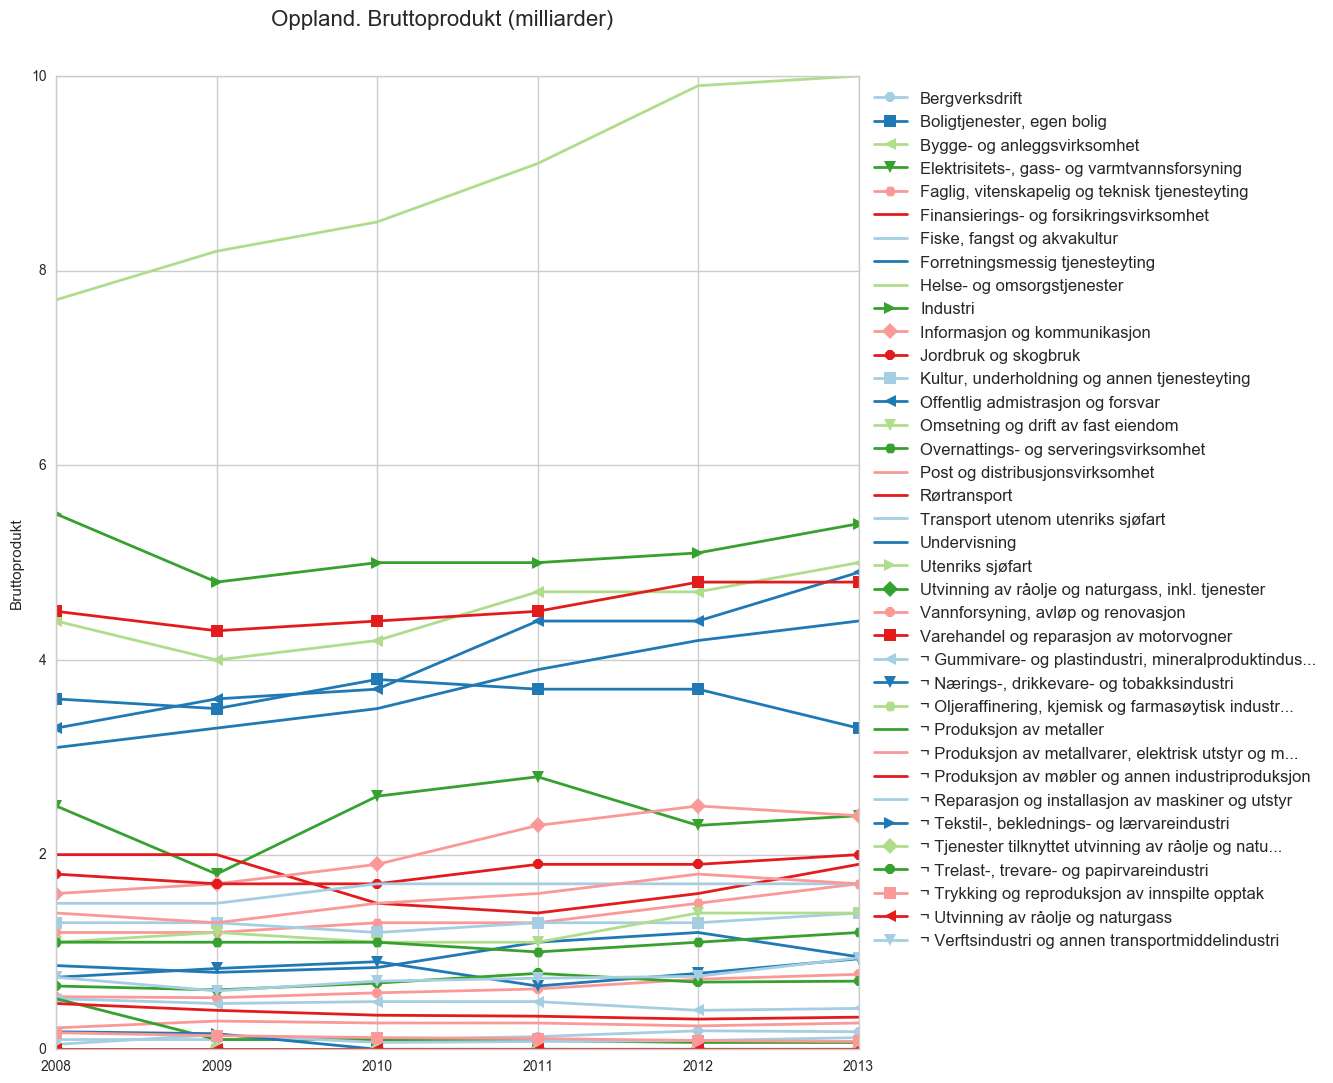 Oppland. Bruttoprodukt (milliarder)
10
8
6
4
2
0
Bruttoprodukt
2008
2009
2010
2011
2012
2013
Bergverksdrift
Boligtjenester, egen bolig
Bygge- og anleggsvirksomhet
Elektrisitets-, gass- og varmtvannsforsyning
Faglig, vitenskapelig og teknisk tjenesteyting
Finansierings- og forsikringsvirksomhet
Fiske, fangst og akvakultur
Forretningsmessig tjenesteyting
Helse- og omsorgstjenester
Industri
Informasjon og kommunikasjon
Jordbruk og skogbruk
Kultur, underholdning og annen tjenesteyting
Offentlig admistrasjon og forsvar
Omsetning og drift av fast eiendom
Overnattings- og serveringsvirksomhet
Post og distribusjonsvirksomhet
Rørtransport
Transport utenom utenriks sjøfart
Undervisning
Utenriks sjøfart
Utvinning av råolje og naturgass, inkl. tjenester
Vannforsyning, avløp og renovasjon
Varehandel og reparasjon av motorvogner
¬ Gummivare- og plastindustri, mineralproduktindus...
¬ Nærings-, drikkevare- og tobakksindustri
¬ Oljeraffinering, kjemisk og farmasøytisk industr...
¬ Produksjon av metaller
¬ Produksjon av metallvarer, elektrisk utstyr og m...
¬ Produksjon av møbler og annen industriproduksjon
¬ Reparasjon og installasjon av maskiner og utstyr
¬ Tekstil-, beklednings- og lærvareindustri
¬ Tjenester tilknyttet utvinning av råolje og natu...
¬ Trelast-, trevare- og papirvareindustri
¬ Trykking og reproduksjon av innspilte opptak
¬ Utvinning av råolje og naturgass
¬ Verftsindustri og annen transportmiddelindustri